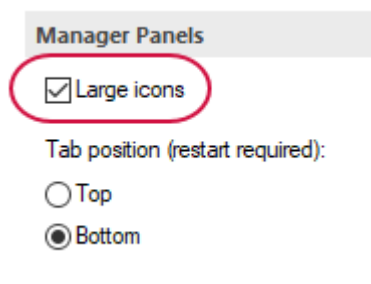 Manager Panels
Large icons
Tab position (restart required):
Top
Bottom